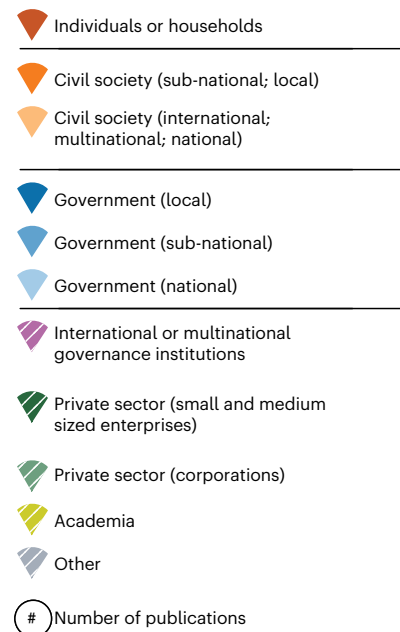 Individuals or households
Civil society (sub-national; local)
Civil society (international;
multinational; national)
Government (local)
Government (sub-national)
Government (national)
International or multinational
governance institutions
Private sector (small and medium
sized enterprises)
Private sector (corporations)
Academia
Other
# Number of publications